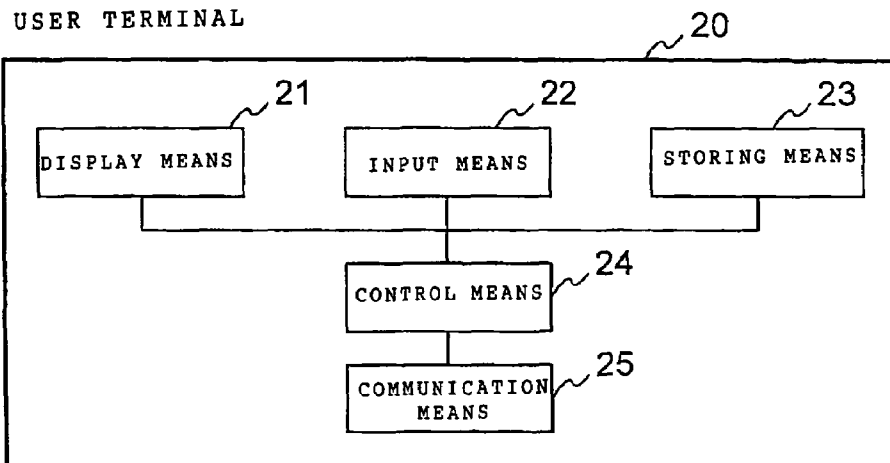 USER TERMINAL
20
21
22
23
DISPLAY MEANS
INPUT MEANS
STORING MEANS
24
CONTROL MEANS
25
COMMUNICATION
MEANS